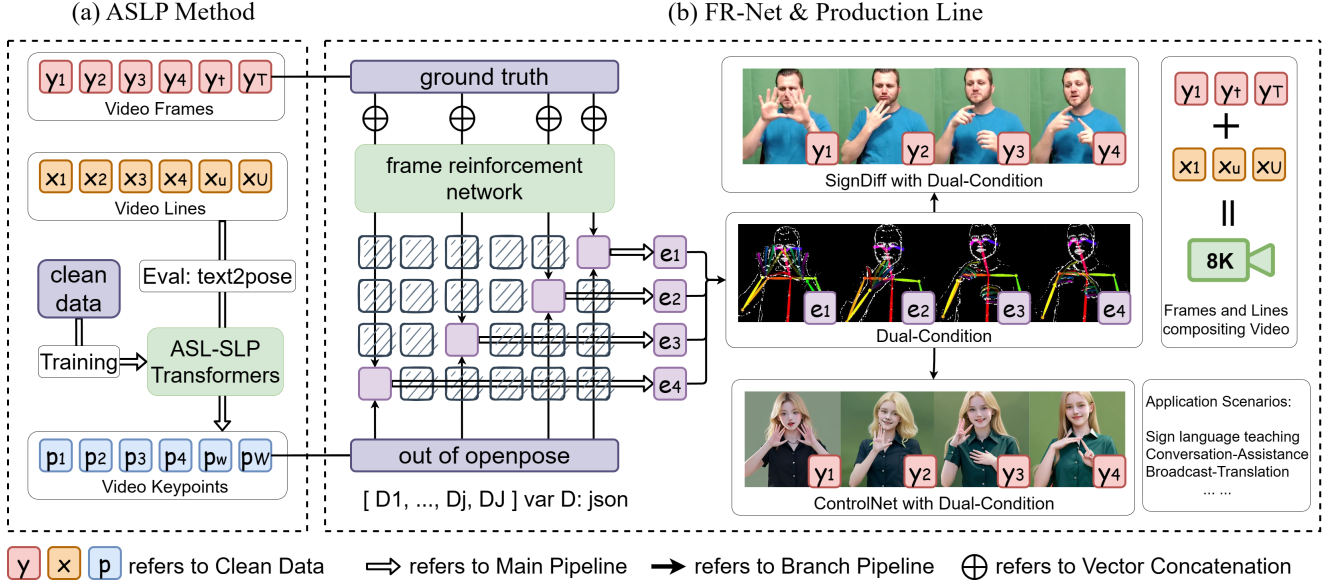 (a) ASLP Method
y1 y2 y3 y4 yt yT
Video Frames
x1 x2 x3 x4 xu xU
Video Lines
clean
data
Eval: text2pose
Training
ASL-SLP
Transformers
p1 p2 p3 p4 pw pW
Video Keypoints
(b) FR-Net & Production Line
ground truth
frame reinforcement
network
e1
e2
e3
e4
out of openpose
[ D1, ..., Dj, DJ ] var D: json
y1 y2 y3 y4
SignDiff with Dual-Condition
e1 e2 e3 e4
Dual-Condition
y1 y2 y3 y4
ControlNet with Dual-Condition
y1 yt yT
+
x1 xu xU
=
8K
Frames and Lines
compositing Video
Application Scenarios:
Sign language teaching
Conversation-Assistance
Broadcast-Translation
... ...
y x p refers to Clean Data
refers to Main Pipeline
refers to Branch Pipeline
refers to Vector Concatenation